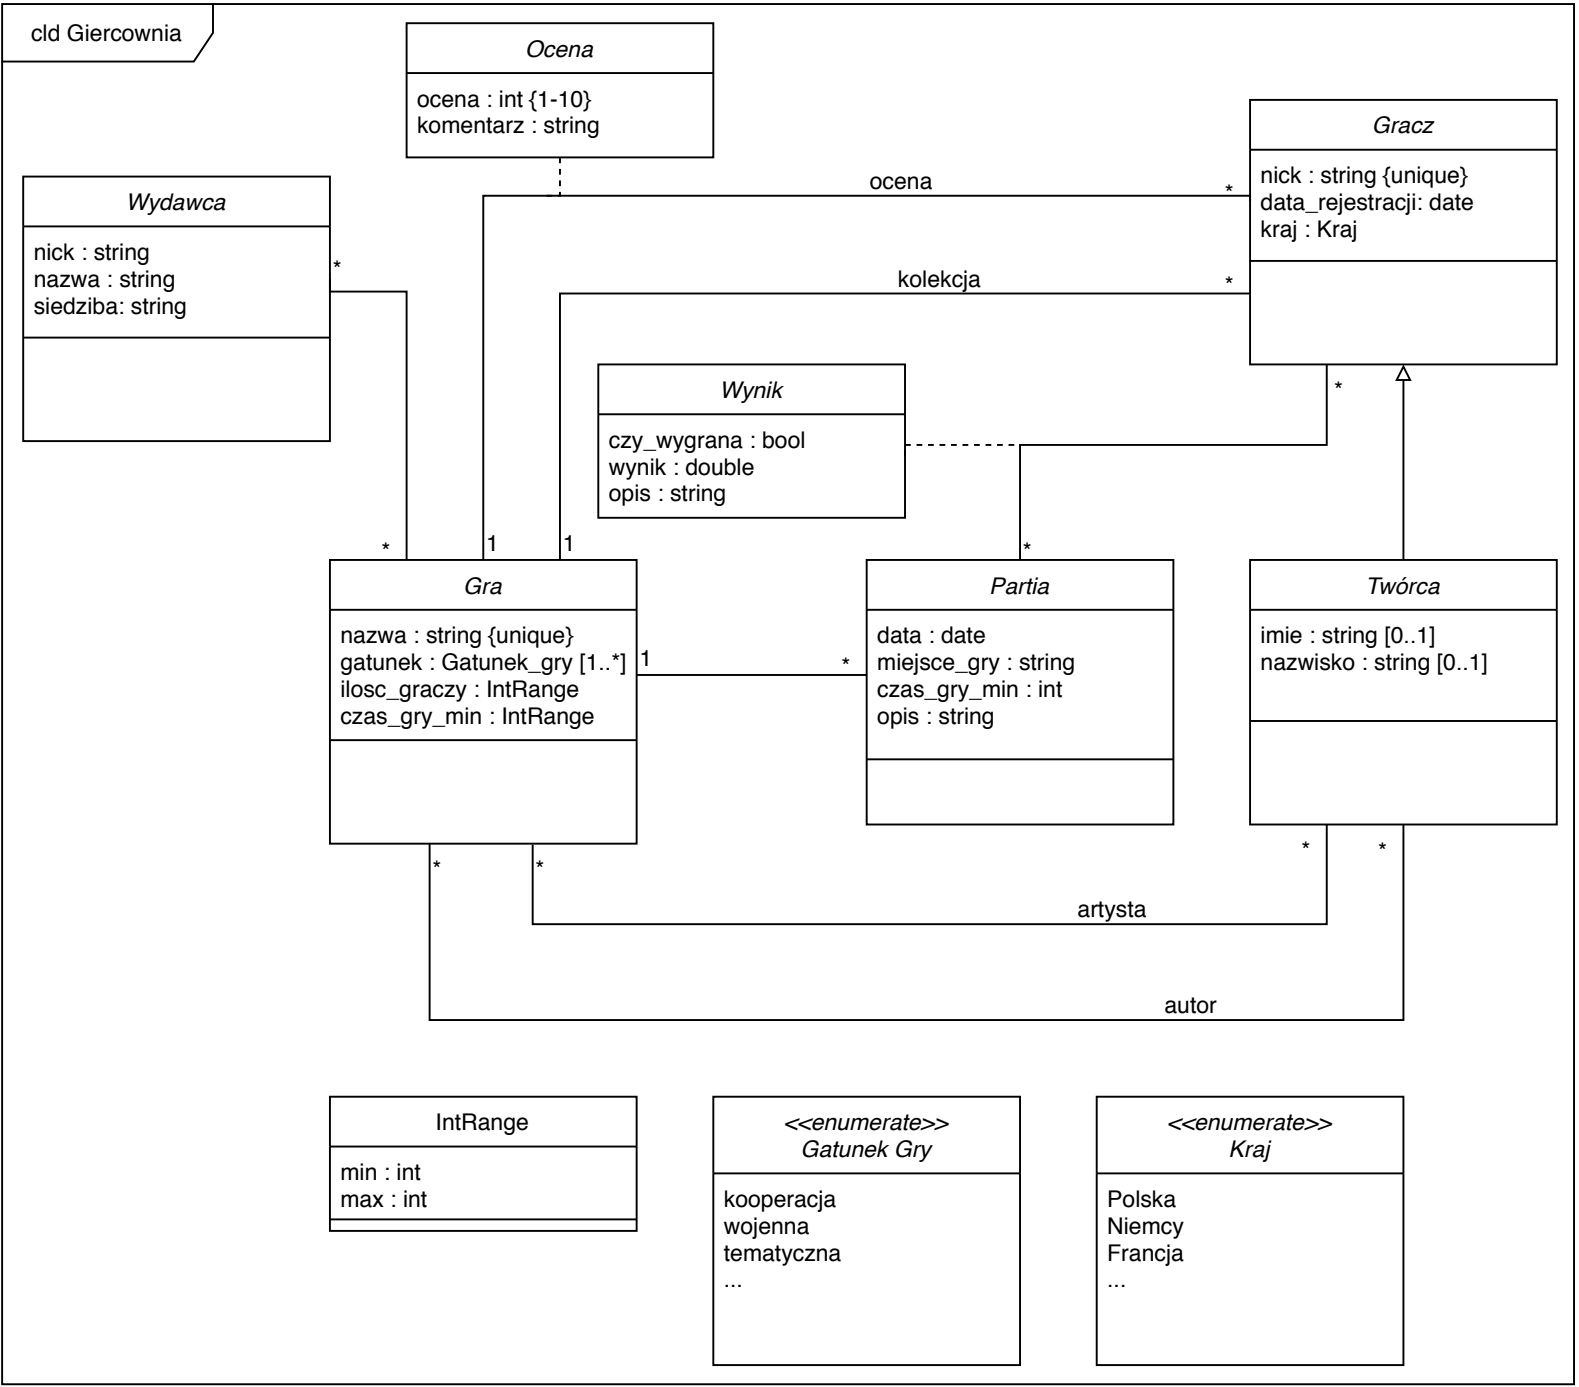 cld Giercownia
Ocena
ocena : int {1-10}
komentarz : string
Gracz
nick : string {unique}
data_rejestracji: date
kraj : Kraj
Wydawca
nick : string
nazwa : string
siedziba: string
ocena
*
*
kolekcja
*
Wynik
czy_wygrana : bool
wynik : double
opis : string
*
*
1
1
*
Gra
nazwa : string {unique}
gatunek : Gatunek_gry [1..*]
ilosc_graczy : IntRange
czas_gry_min : IntRange
1
*
Partia
data : date
miejsce_gry : string
czas_gry_min : int
opis : string
Twórca
imie : string [0..1]
nazwisko : string [0..1]
*
*
*
*
artysta
autor
IntRange
min : int
max : int
<<enumerate>>
Gatunek Gry
kooperacja
wojenna
tematyczna
...
<<enumerate>>
Kraj
Polska
Niemcy
Francja
...